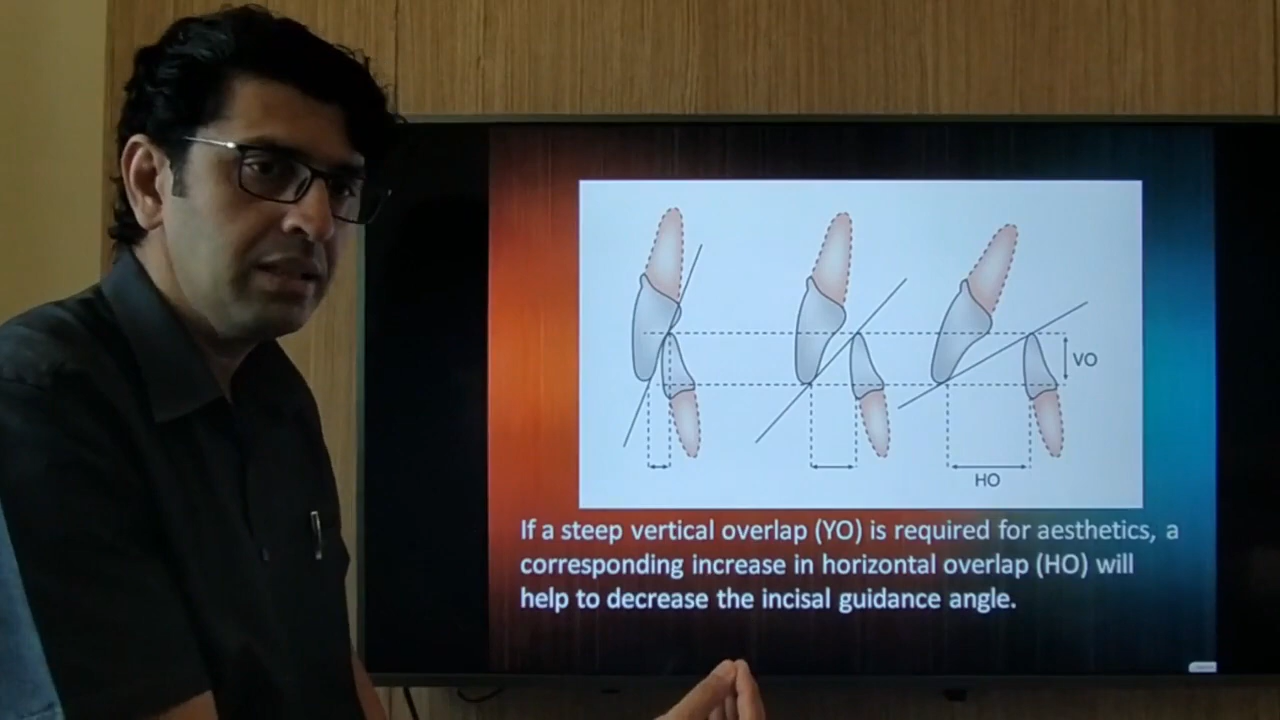 VO
HO
If a steep vertical overlap (YO) is required for aesthetics, a
corresponding increase in horizontal overlap (HO) will
help to decrease the incisal guidance angle.